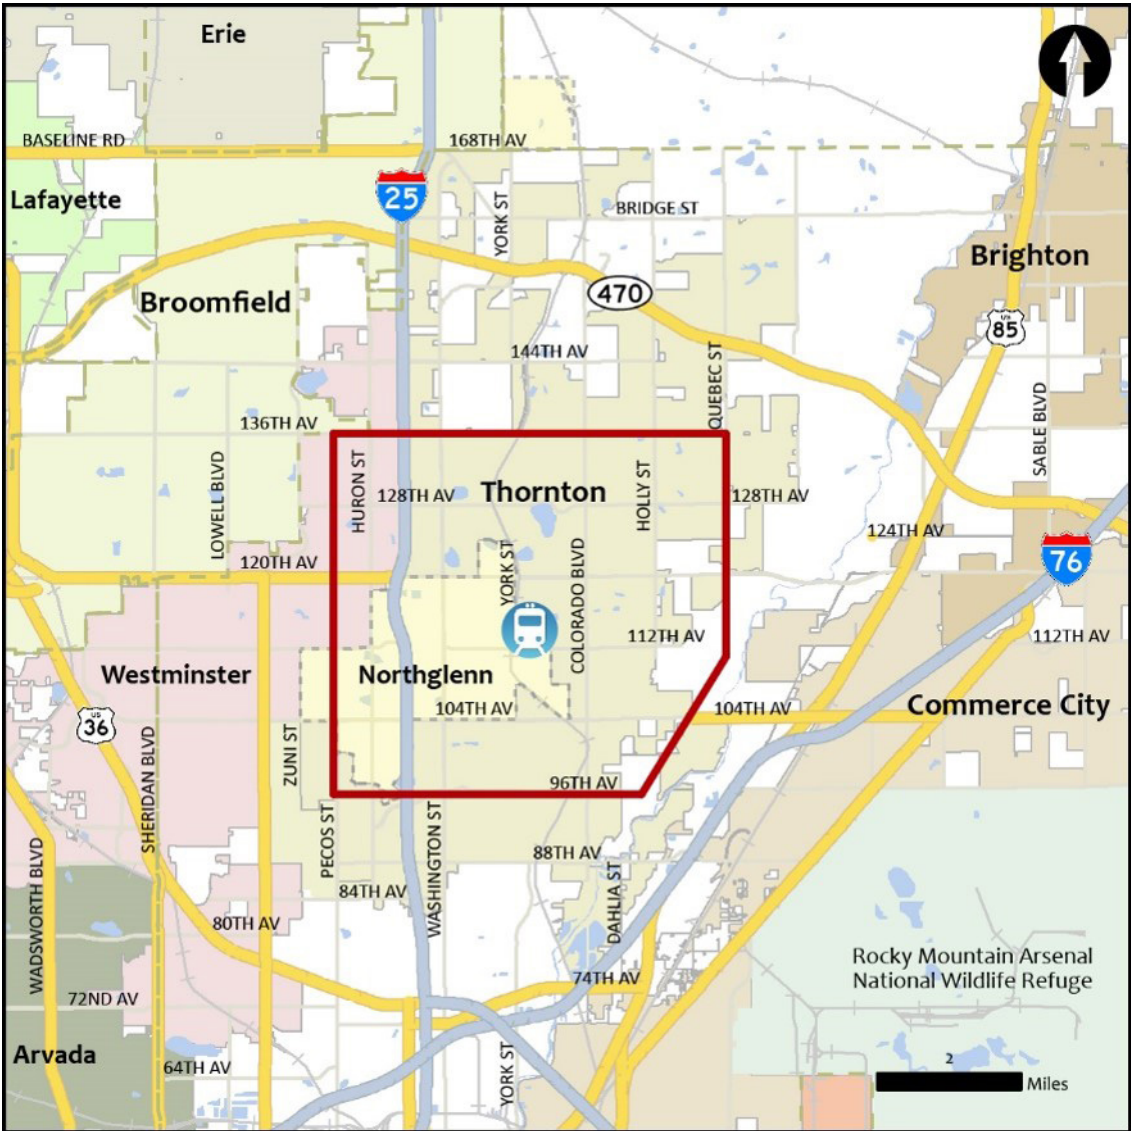 Erie
BASELINE RD
168TH AV
Lafayette
25
YORK ST
BRIDGE ST
Brighton
Broomfield
470
US
85
144TH AV
QUEBEC ST
136TH AV
SABLE BLVD
LOWELL BLVD
HURON ST
128TH AV
Thornton
HOLLY ST
128TH AV
124TH AV
120TH AV
YORK ST
COLORADO BLVD
76
112TH AV
112TH AV
Westminster
Northglenn
104TH AV
104TH AV
Commerce City
US
36
SHERIDAN BLVD
ZUNI ST
96TH AV
PECOS ST
WASHINGTON ST
WADSWORTH BLVD
88TH AV
DAHLIA ST
84TH AV
80TH AV
Rocky Mountain Arsenal
National Wildlife Refuge
74TH AV
72ND AV
Arvada
64TH AV
YORK ST
2
Miles